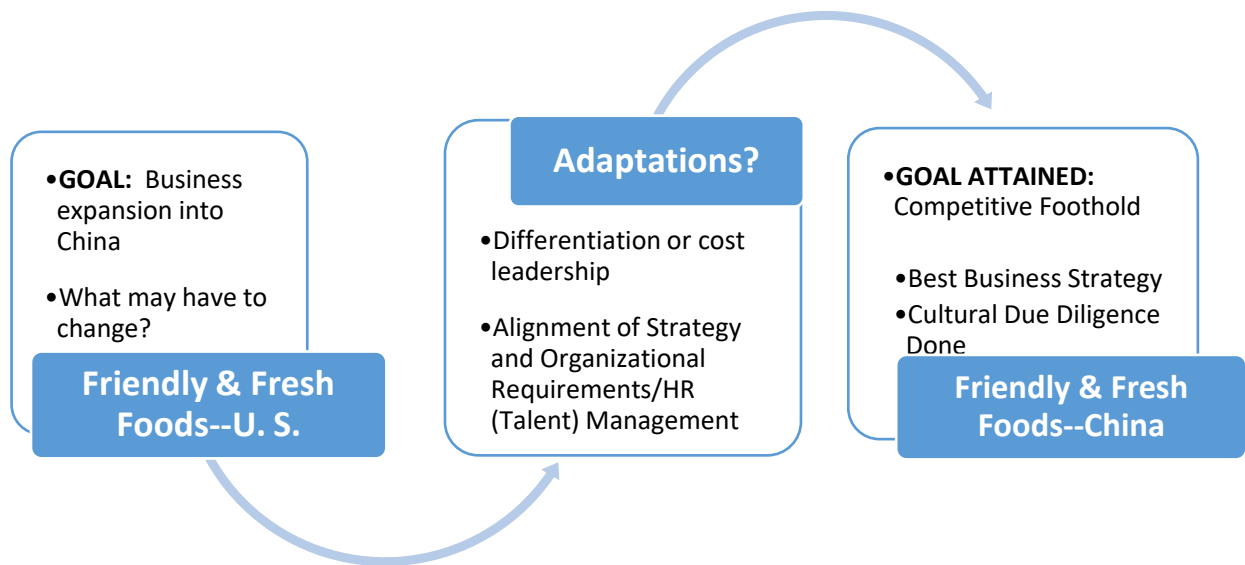 •GOAL: Business
expansion into
China
•What may have to
change?
Friendly & Fresh
Foods--U. S.
Adaptations?
•Differentiation or cost
leadership
•Alignment of Strategy
and Organizational
Requirements/HR
(Talent) Management
•GOAL ATTAINED:
Competitive Foothold
•Best Business Strategy
•Cultural Due Diligence
Done
Friendly & Fresh
Foods--China